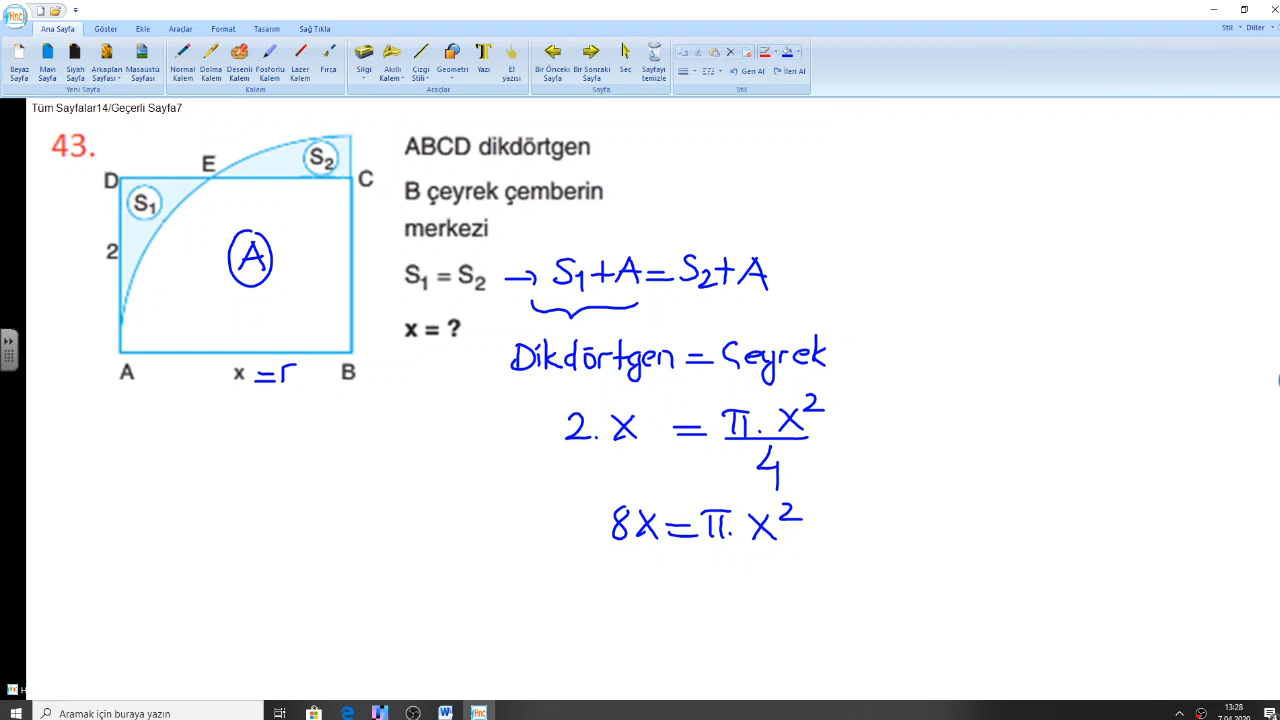 Ana Sayfa Göster Ekle Araçlar Format Tasarım Sağ Tıkla
Stil Diller
Beyaz Sayfa Mavi Sayfa Siyah Sayfa Arkaplan Sayfası Masaüstü Sayfası Normal Kalem Dolma Kalem Desenli Kalem Fosforlu Kalem Lazer Kalem Fırça Silgi Akıllı Kalem Çizgi Stili Geometri Yazı El yazısı Bir Önceki Sayfa Bir Sonraki Sayfa Seç Sayfayı temizle Geri Al İleri Al
Yeni Sayfa Kalem Araçlar Sayfa Stil
Tüm Sayfalar14/Geçerli Sayfa7
43.
E S2
D C
S1
2 A
A x = r B
ABCD dikdörtgen
B çeyrek çemberin
merkezi
S1 = S2 → S1+A=S2+A
x = ?
Dikdörtgen = Çeyrek
2. x = π. x²
4
8x = π. x²
Aramak için buraya yazın
13:28
7.04.2020